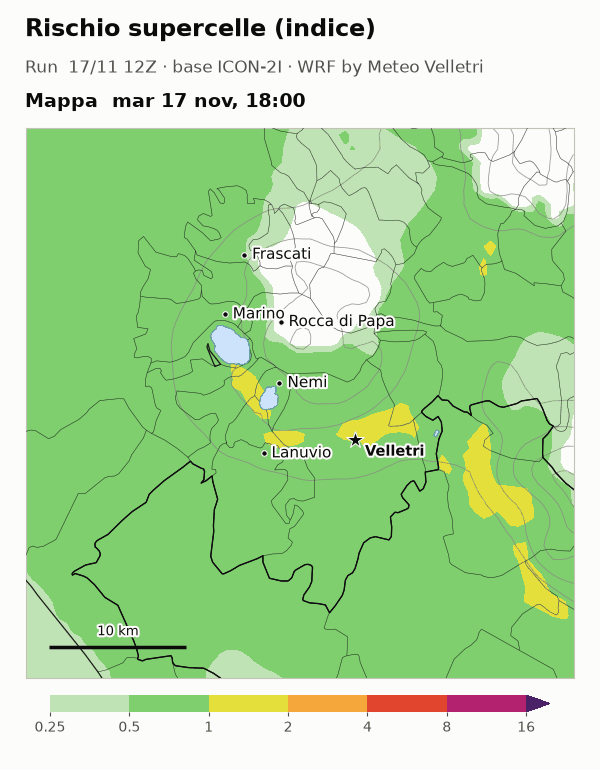 Rischio supercelle (indice)
Run  17/11 12Z · base ICON-2I · WRF by Meteo Velletri
Mappa  mar 17 nov, 18:00
Frascati
Marino
Rocca di Papa
Nemi
Lanuvio
Velletri
10 km
0.25 0.5 1 2 4 8 16